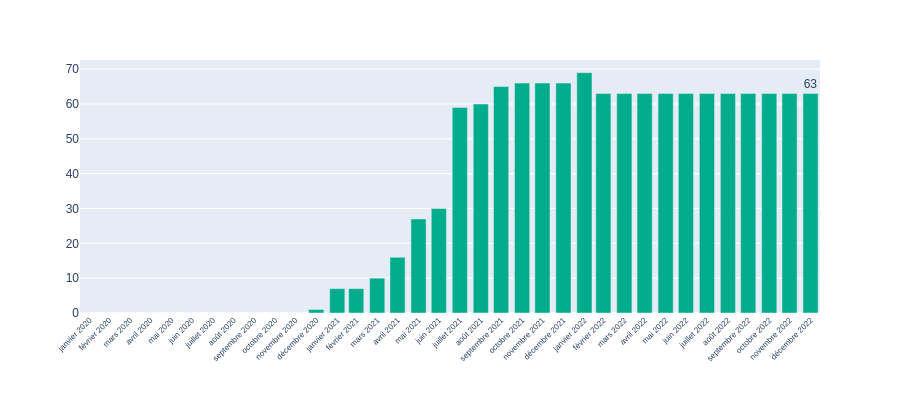 70
63
60
50
40
30
20
10
0
janvier 2020
février 2020
mars 2020
avril 2020
mai 2020
juin 2020
juillet 2020
août 2020
septembre 2020
octobre 2020
novembre 2020
décembre 2020
janvier 2021
février 2021
mars 2021
avril 2021
mai 2021
juin 2021
juillet 2021
août 2021
septembre 2021
octobre 2021
novembre 2021
décembre 2021
janvier 2022
février 2022
mars 2022
avril 2022
mai 2022
juin 2022
juillet 2022
août 2022
septembre 2022
octobre 2022
novembre 2022
décembre 2022